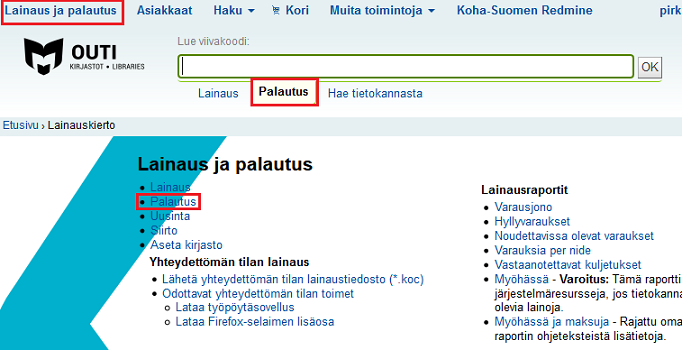 Lainaus ja palautus Asiakkaat Haku Kori Muita toimintoja Koha-Suomen Redmine pirk
OUTI
KIRJASTOT • LIBRARIES
Lue viivakoodi:
OK
Lainaus Palautus Hae tietokannasta
Etusivu › Lainauskierto
Lainaus ja palautus
Lainaus
Palautus
Uusinta
Siirto
Aseta kirjasto
Yhteydettömän tilan lainaus
Lähetä yhteydettömän tilan lainaustiedosto (*.koc)
Odottavat yhteydettömän tilan toimet
Lataa työpöytäsovellus
Lataa Firefox-selaimen lisäosa
Lainausraportit
Varausjono
Hyllyvaraukset
Noudettavissa olevat varaukset
Varauksia per nide
Vastaanotettavat kuljetukset
Myöhässä - Varoitus: Tämä raportti
järjestelmäresursseja, jos tietokanna
olevia lainoja.
Myöhässä ja maksuja - Rajattu oma
raportin ohjeteksteistä lisätietoja.